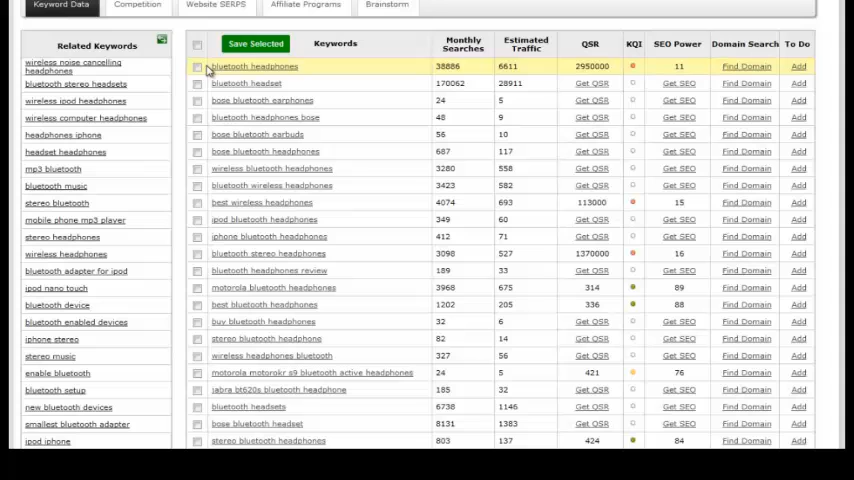 Keyword Data Competition Website SERPS Affiliate Programs Brainstorm
Related Keywords
wireless noise cancelling
headphones
bluetooth stereo headsets
wireless ipod headphones
wireless computer headphones
headphones iphone
headset headphones
mp3 bluetooth
bluetooth music
stereo bluetooth
mobile phone mp3 player
stereo headphones
wireless headphones
bluetooth adapter for ipod
ipod nano touch
bluetooth device
bluetooth enabled devices
iphone stereo
stereo music
enable bluetooth
bluetooth setup
new bluetooth devices
smallest bluetooth adapter
ipod iphone
Save Selected Keywords Monthly Searches Estimated Traffic QSR KQI SEO Power Domain Search To Do
bluetooth headphones 38886 6611 2950000 11 Find Domain Add
bluetooth headset 170062 28911 Get QSR Get SEO Find Domain Add
bose bluetooth earphones 24 5 Get QSR Get SEO Find Domain Add
bluetooth headphones bose 48 9 Get QSR Get SEO Find Domain Add
bose bluetooth earbuds 56 10 Get QSR Get SEO Find Domain Add
bose bluetooth headphones 687 117 Get QSR Get SEO Find Domain Add
wireless bluetooth headphones 3280 558 Get QSR Get SEO Find Domain Add
bluetooth wireless headphones 3423 582 Get QSR Get SEO Find Domain Add
best wireless headphones 4074 693 113000 15 Find Domain Add
ipod bluetooth headphones 349 60 Get QSR Get SEO Find Domain Add
iphone bluetooth headphones 412 71 Get QSR Get SEO Find Domain Add
bluetooth stereo headphones 3098 527 1370000 16 Find Domain Add
bluetooth headphones review 189 33 Get QSR Get SEO Find Domain Add
motorola bluetooth headphones 3968 675 314 89 Find Domain Add
best bluetooth headphones 1202 205 336 88 Find Domain Add
buy bluetooth headphones 32 6 Get QSR Get SEO Find Domain Add
stereo bluetooth headphone 82 14 Get QSR Get SEO Find Domain Add
wireless headphones bluetooth 327 56 Get QSR Get SEO Find Domain Add
motorola motorokr s9 bluetooth active headphones 24 5 421 76 Find Domain Add
jabra bt620s bluetooth headphone 185 32 Get QSR Get SEO Find Domain Add
bluetooth headsets 6738 1146 Get QSR Get SEO Find Domain Add
bose bluetooth headset 8131 1383 Get QSR Get SEO Find Domain Add
stereo bluetooth headphones 803 137 424 84 Find Domain Add